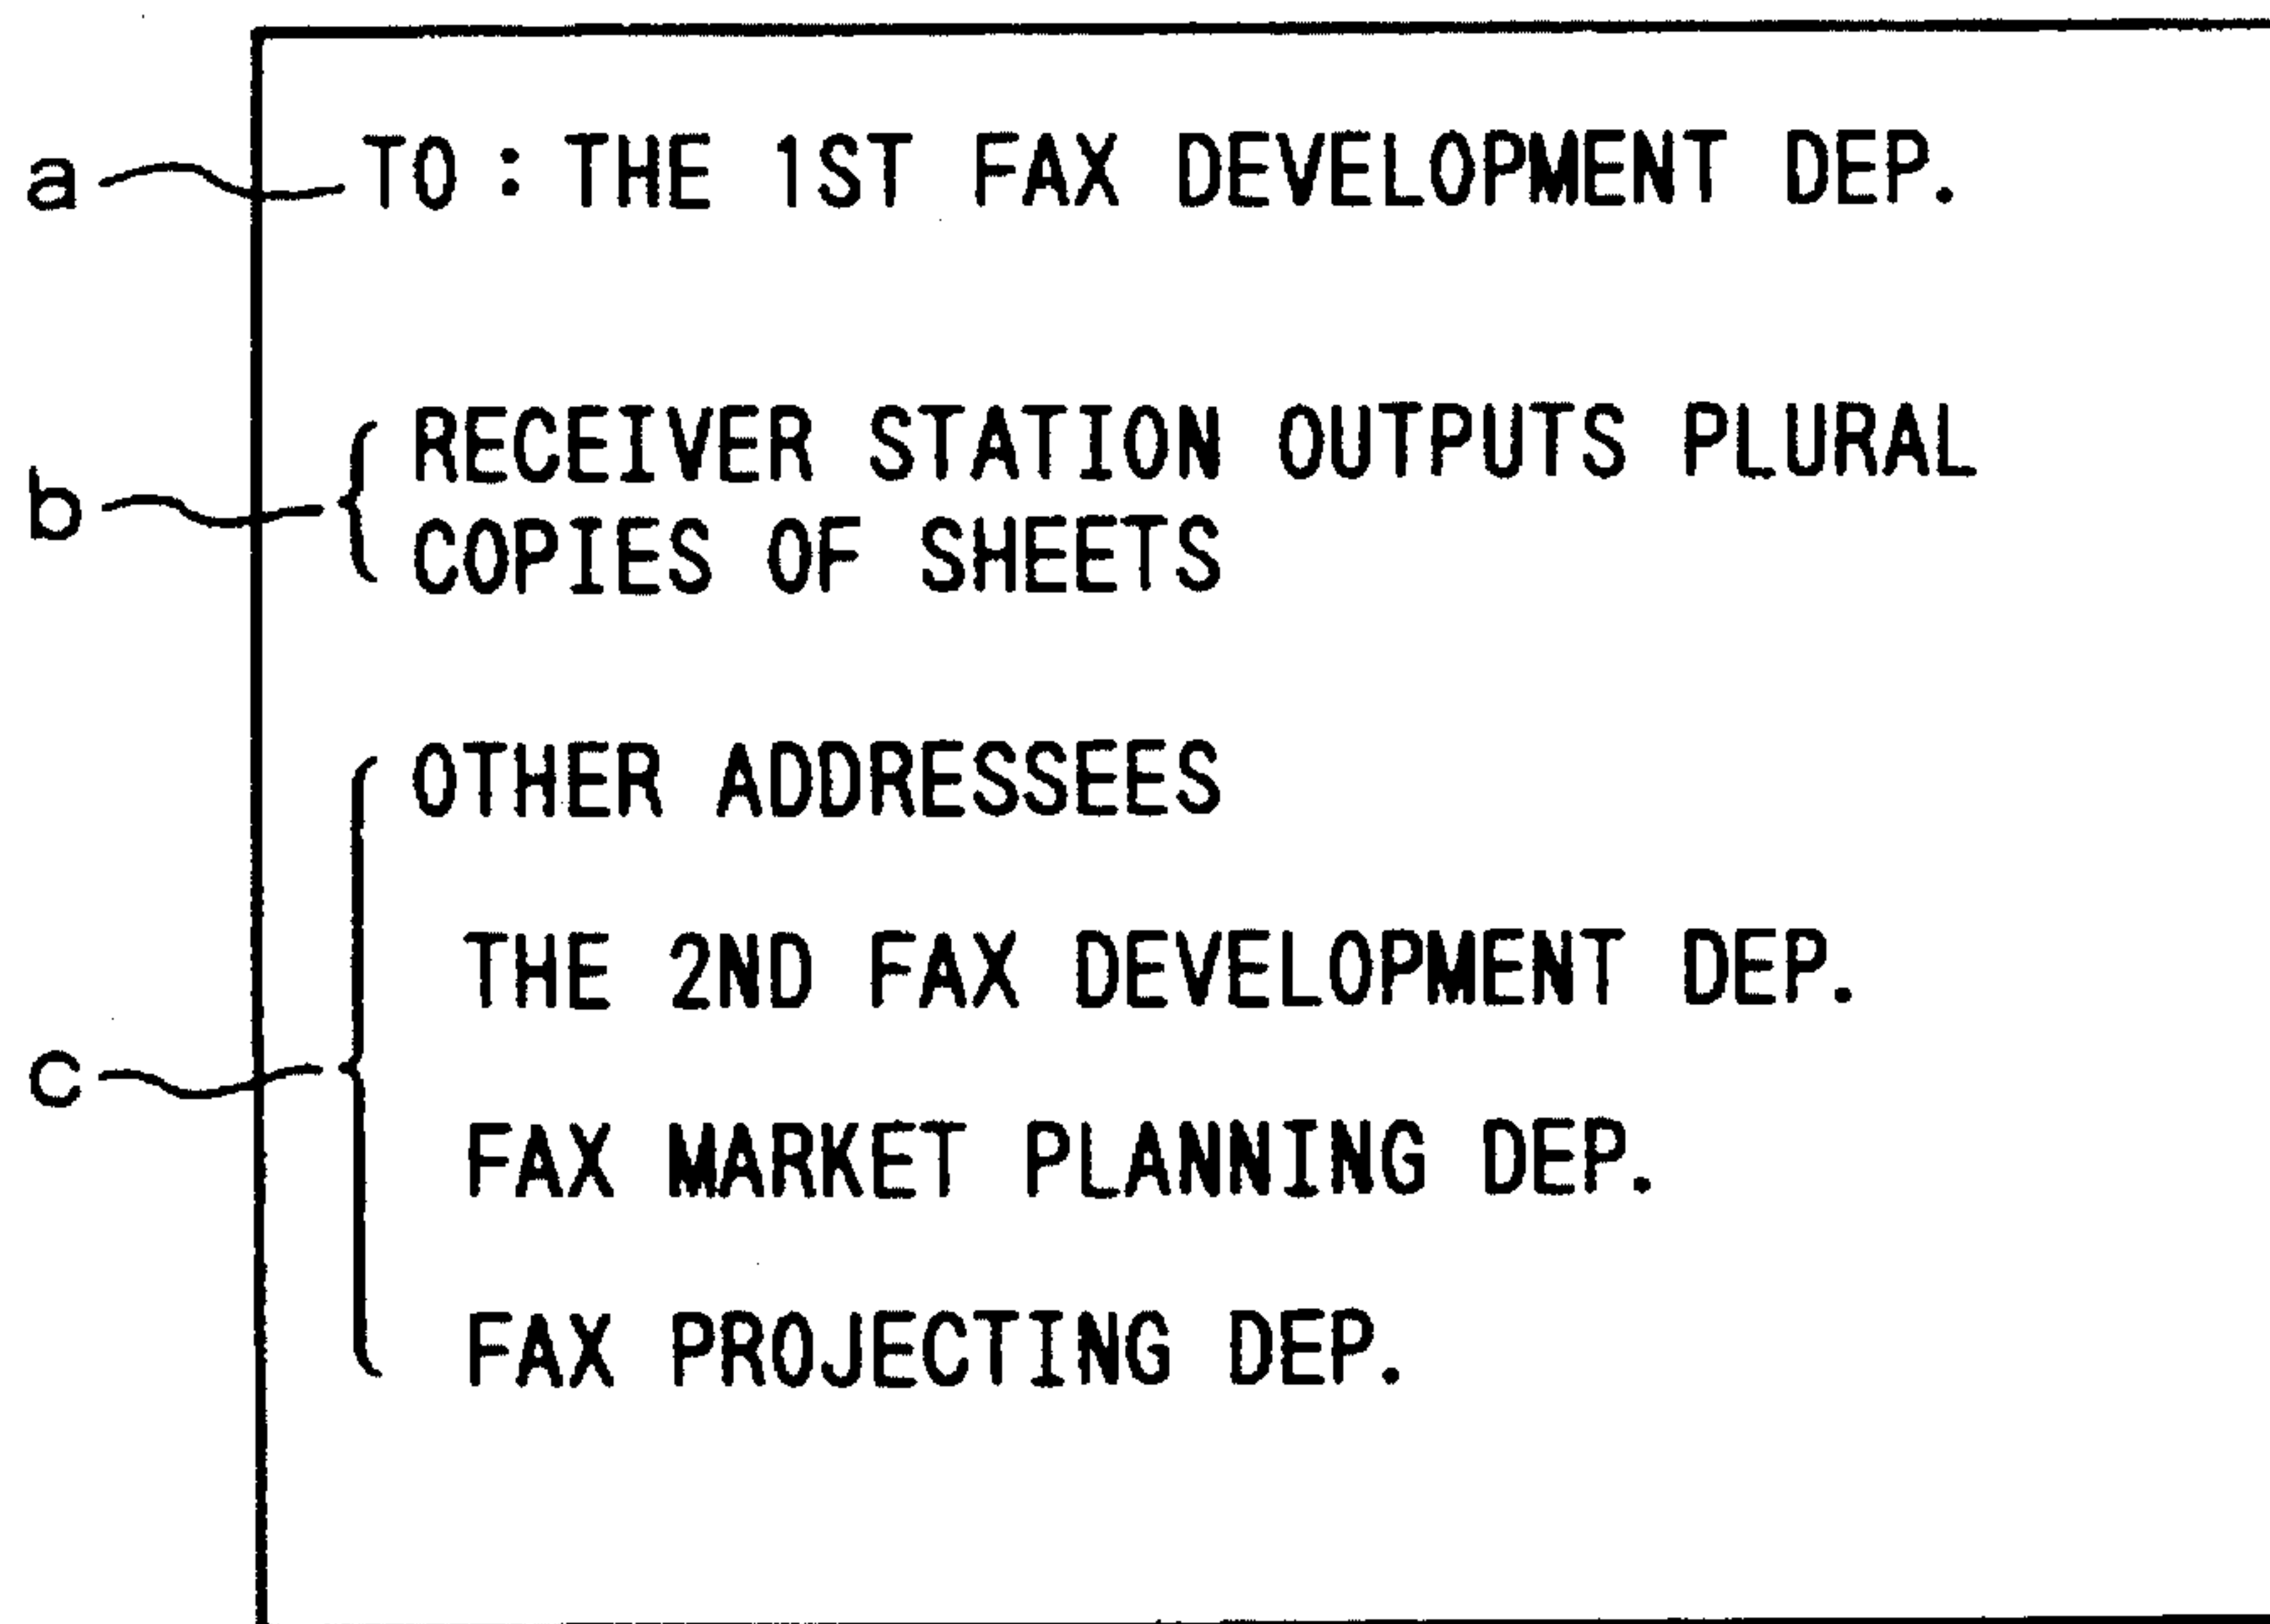 a TO : THE 1ST FAX DEVELOPMENT DEP.
b RECEIVER STATION OUTPUTS PLURAL
COPIES OF SHEETS
OTHER ADDRESSEES
THE 2ND FAX DEVELOPMENT DEP.
c
FAX MARKET PLANNING DEP.
FAX PROJECTING DEP.